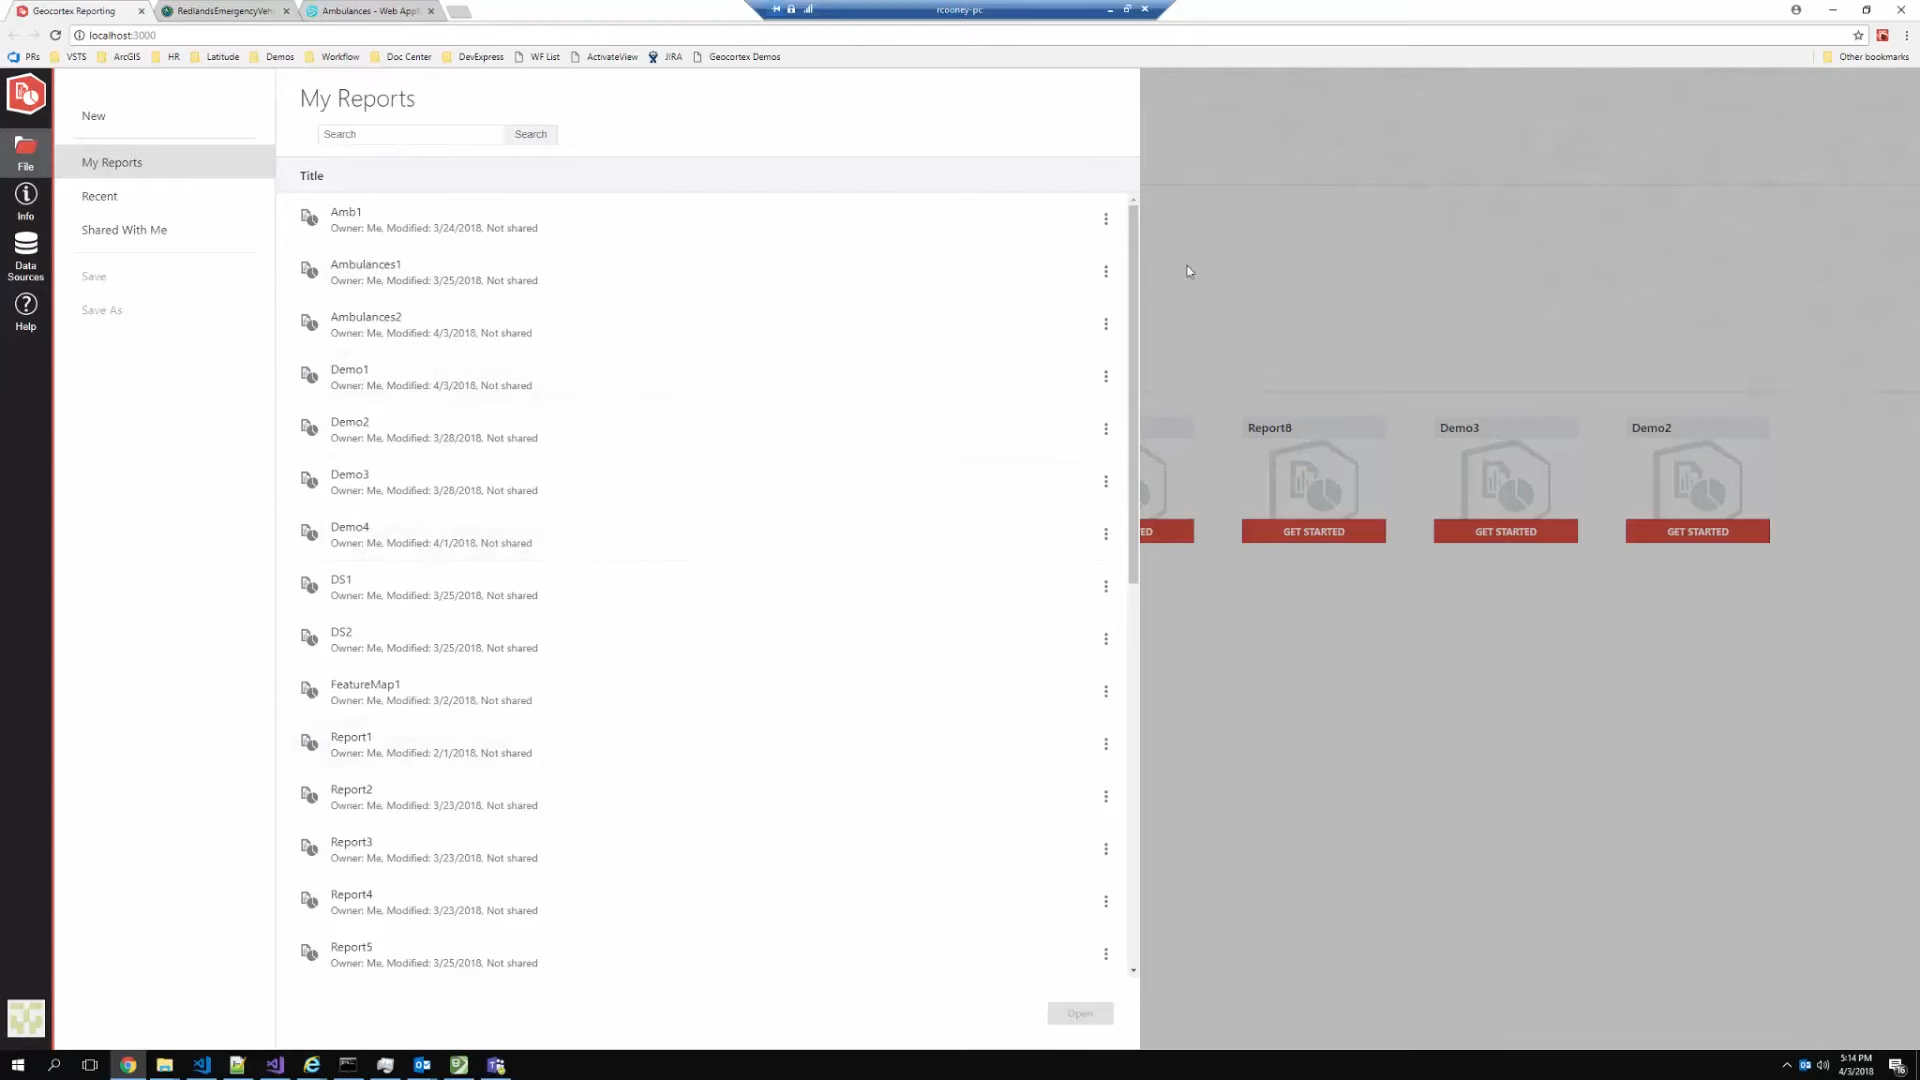 Geocortex Reporting
RedlandsEmergencyVeh
Ambulances - Web Appl
rcooney-pc
localhost:3000
PRs VSTS ArcGIS HR Latitude Demos Workflow Doc Center DevExpress WF List ActivateView JIRA Geocortex Demos Other bookmarks
File
Info
Data
Sources
Help
New
My Reports
Recent
Shared With Me
Save
Save As
My Reports
Search Search
Title
Amb1
Owner: Me, Modified: 3/24/2018, Not shared
Ambulances1
Owner: Me, Modified: 3/25/2018, Not shared
Ambulances2
Owner: Me, Modified: 4/3/2018, Not shared
Demo1
Owner: Me, Modified: 4/3/2018, Not shared
Demo2
Owner: Me, Modified: 3/28/2018, Not shared
Demo3
Owner: Me, Modified: 3/28/2018, Not shared
Demo4
Owner: Me, Modified: 4/1/2018, Not shared
DS1
Owner: Me, Modified: 3/25/2018, Not shared
DS2
Owner: Me, Modified: 3/25/2018, Not shared
FeatureMap1
Owner: Me, Modified: 3/2/2018, Not shared
Report1
Owner: Me, Modified: 2/1/2018, Not shared
Report2
Owner: Me, Modified: 3/23/2018, Not shared
Report3
Owner: Me, Modified: 3/23/2018, Not shared
Report4
Owner: Me, Modified: 3/23/2018, Not shared
Report5
Owner: Me, Modified: 3/25/2018, Not shared
Open
Report8 Demo3 Demo2
ED GET STARTED GET STARTED GET STARTED
5:14 PM
4/3/2018